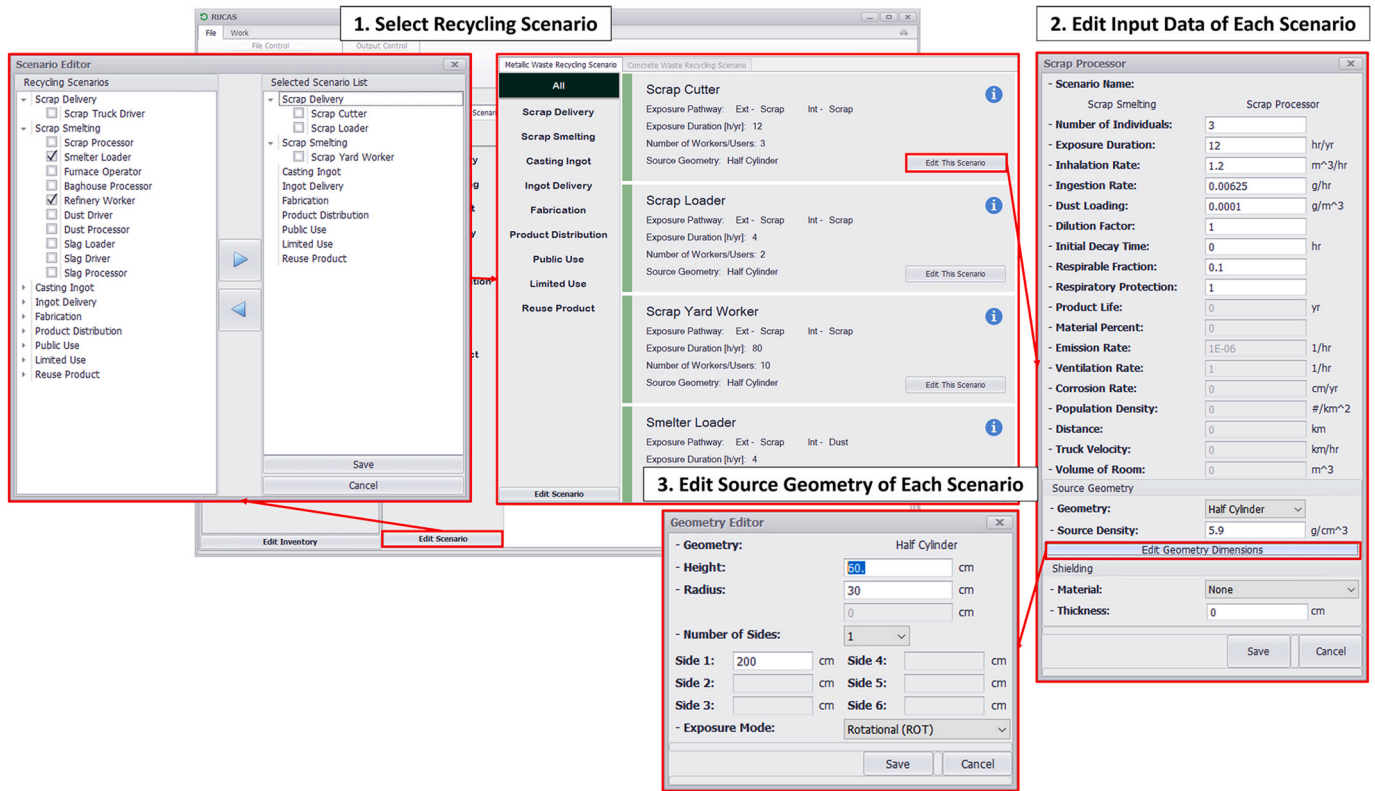 1. Select Recycling Scenario
2. Edit Input Data of Each Scenario
RUCAS
File Work
File Control Output Control
Scenario Editor
Recycling Scenarios
Scrap Delivery
Scrap Truck Driver
Scrap Smelting
Scrap Processor
Smelter Loader
Furnace Operator
Baghouse Processor
Refinery Worker
Dust Driver
Dust Processor
Slag Loader
Slag Driver
Slag Processor
Casting Ingot
Ingot Delivery
Fabrication
Product Distribution
Public Use
Limited Use
Reuse Product
Selected Scenario List
Scrap Delivery
Scrap Cutter
Scrap Loader
Scrap Smelting
Scrap Yard Worker
Casting Ingot
Ingot Delivery
Fabrication
Product Distribution
Public Use
Limited Use
Reuse Product
Save
Cancel
Edit Inventory
Edit Scenario
Metallic Waste Recycling Scenario Concrete Waste Recycling Scenario
All
Scrap Delivery
Scrap Smelting
Casting Ingot
Ingot Delivery
Fabrication
Product Distribution
Public Use
Limited Use
Reuse Product
Edit Scenario
Scrap Cutter
Exposure Pathway: Ext - Scrap Int - Scrap
Exposure Duration [h/yr]: 12
Number of Workers/Users: 3
Source Geometry: Half Cylinder
Edit This Scenario
Scrap Loader
Exposure Pathway: Ext - Scrap Int - Scrap
Exposure Duration [h/yr]: 4
Number of Workers/Users: 2
Source Geometry: Half Cylinder
Edit This Scenario
Scrap Yard Worker
Exposure Pathway: Ext - Scrap Int - Scrap
Exposure Duration [h/yr]: 80
Number of Workers/Users: 10
Source Geometry: Half Cylinder
Edit This Scenario
Smelter Loader
Exposure Pathway: Ext - Scrap Int - Dust
Exposure Duration [h/yr]: 4
Scrap Processor
- Scenario Name:
Scrap Smelting Scrap Processor
- Number of Individuals: 3
- Exposure Duration: 12 hr/yr
- Inhalation Rate: 1.2 m^3/hr
- Ingestion Rate: 0.00625 g/hr
- Dust Loading: 0.0001 g/m^3
- Dilution Factor: 1
- Initial Decay Time: 0 hr
- Respirable Fraction: 0.1
- Respiratory Protection: 1
- Product Life: 0 yr
- Material Percent: 0
- Emission Rate: 1E-06 1/hr
- Ventilation Rate: 1 1/hr
- Corrosion Rate: 0 cm/yr
- Population Density: 0 #/km^2
- Distance: 0 km
- Truck Velocity: 0 km/hr
- Volume of Room: 0 m^3
Source Geometry
- Geometry: Half Cylinder
- Source Density: 5.9 g/cm^3
Edit Geometry Dimensions
Shielding
- Material: None
- Thickness: 0 cm
Save Cancel
3. Edit Source Geometry of Each Scenario
Geometry Editor
- Geometry: Half Cylinder
- Height: 60. cm
- Radius: 30 cm
0 cm
- Number of Sides: 1
Side 1: 200 cm Side 4: cm
Side 2: cm Side 5: cm
Side 3: cm Side 6: cm
- Exposure Mode: Rotational (ROT)
Save Cancel